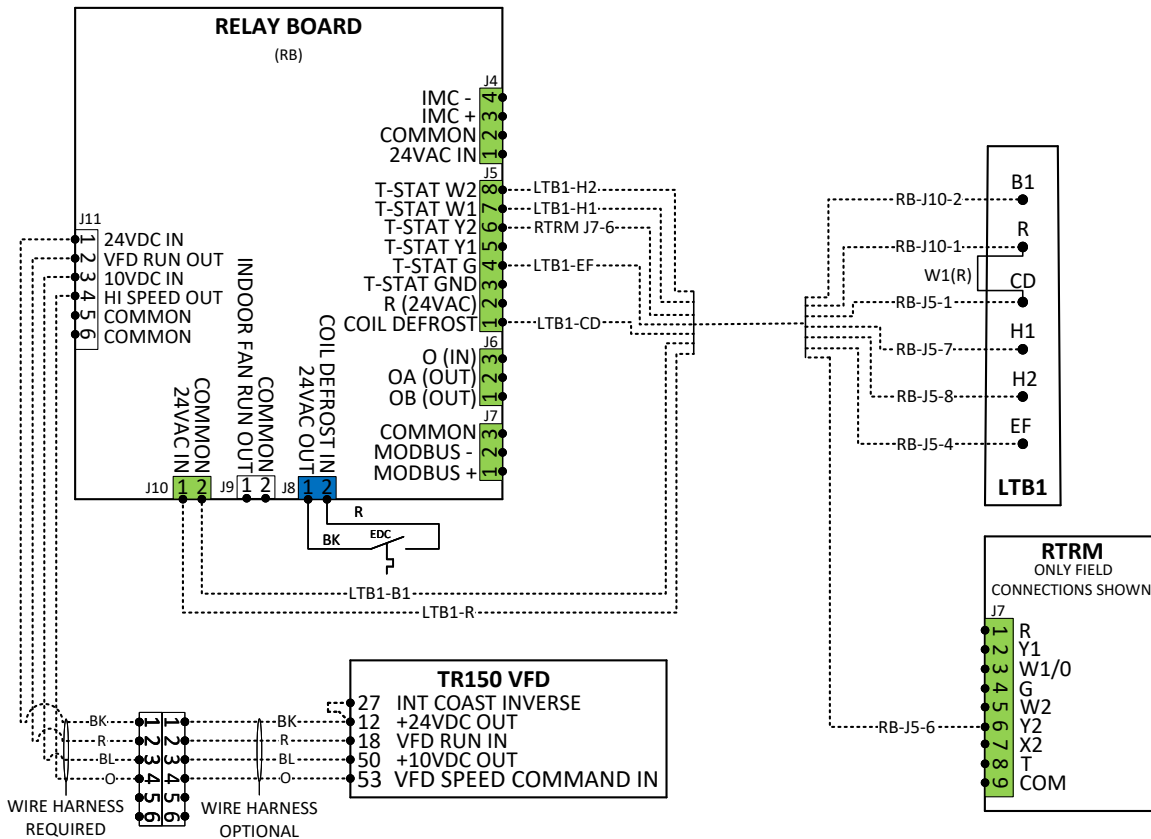 RELAY BOARD
(RB)
J4
IMC - 4
IMC + 3
COMMON 2
24VAC IN 1
J5
T-STAT W2 8 LTB1-H2
T-STAT W1 7 LTB1-H1
T-STAT Y2 6 RTRM J7-6
T-STAT Y1 5
T-STAT G 4 LTB1-EF
T-STAT GND 3
R (24VAC) 2
COIL DEFROST 1 LTB1-CD
J6
O (IN) 3
OA (OUT) 2
OB (OUT) 1
J7
COMMON 3
MODBUS - 2
MODBUS + 1
J11
1 24VDC IN
2 VFD RUN OUT
3 10VDC IN
4 HI SPEED OUT
5 COMMON
6 COMMON
COMMON
24VAC IN
J10 1 2
COMMON
INDOOR FAN RUN OUT
J9 1 2
COIL DEFROST IN
24VAC OUT
J8 1 2
R
BK
EDC
LTB1-B1
LTB1-R
RB-J10-2
B1
RB-J10-1
R
W1(R)
RB-J5-1
CD
RB-J5-7
H1
RB-J5-8
H2
RB-J5-4
EF
LTB1
RTRM
ONLY FIELD
CONNECTIONS SHOWN
J7
1 R
2 Y1
3 W1/0
4 G
5 W2
RB-J5-6
6 Y2
7 X2
8 T
9 COM
TR150 VFD
27 INT COAST INVERSE
12 +24VDC OUT
18 VFD RUN IN
50 +10VDC OUT
53 VFD SPEED COMMAND IN
BK 1 1 BK
R 2 2 R
BL 3 3 BL
O 4 4 O
5 5
6 6
WIRE HARNESS
REQUIRED
WIRE HARNESS
OPTIONAL